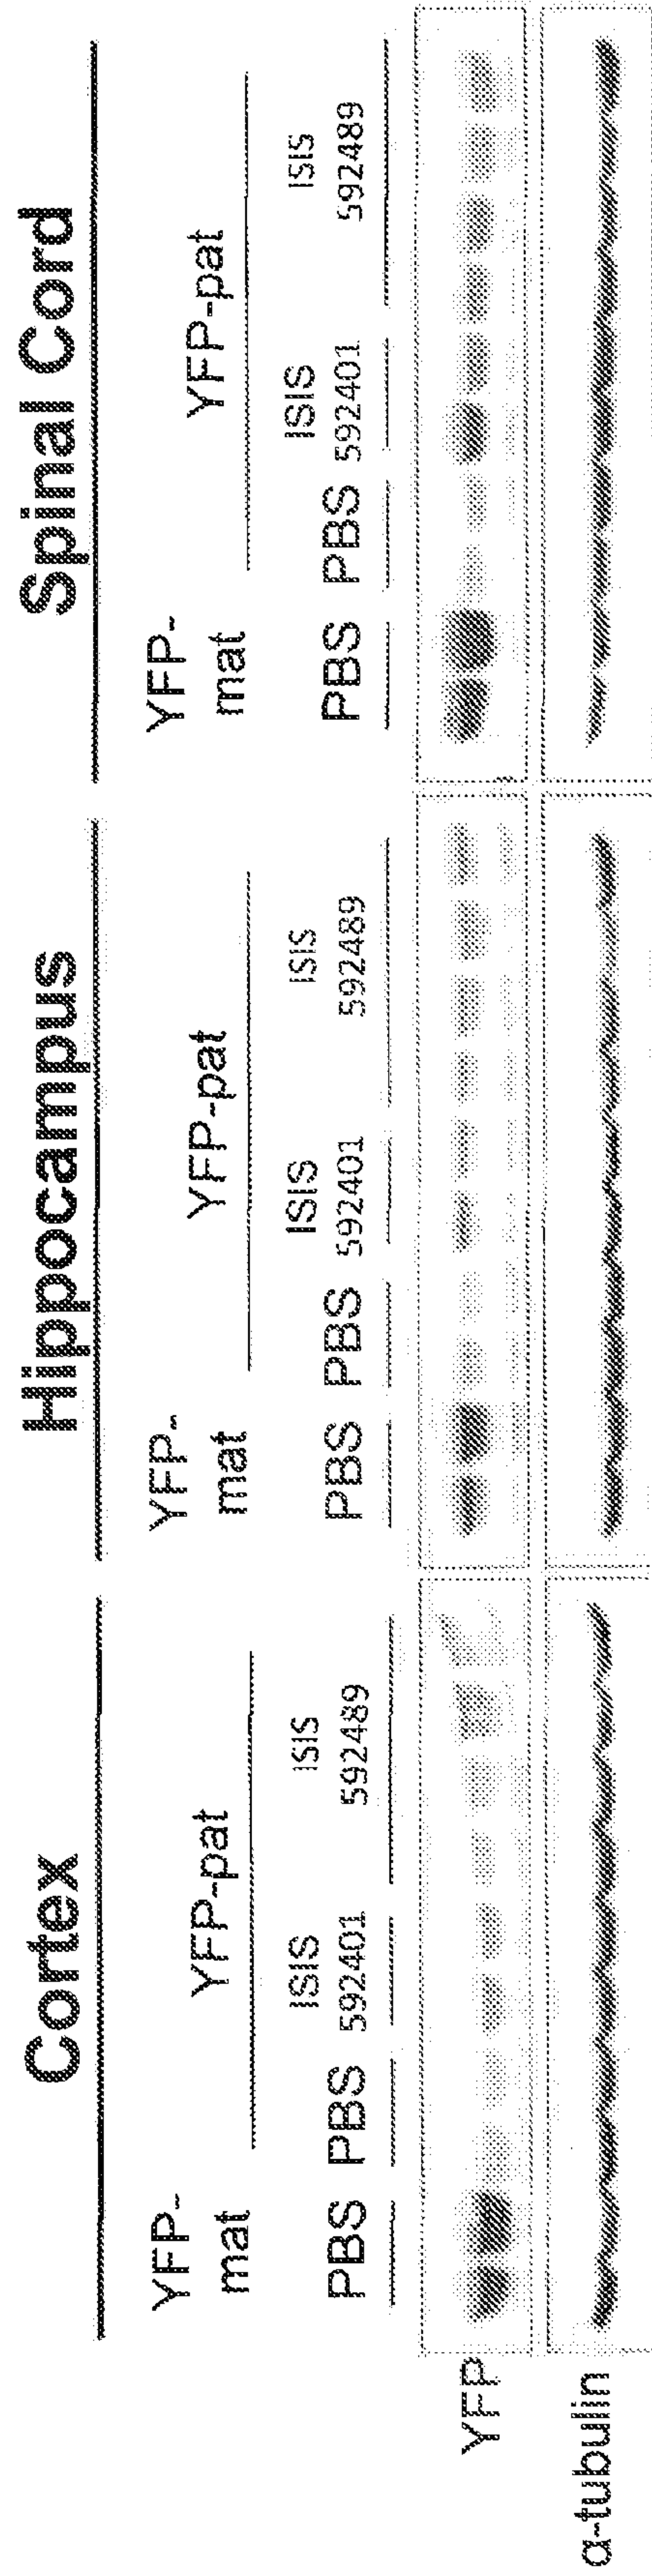 Cortex Hippocampus Spinal Cord
YFP- YFP- YFP-
mat YFP-pat mat YFP-pat mat YFP-pat
ISIS ISIS ISIS ISIS ISIS ISIS
PBS PBS 592401 592489 PBS PBS 592401 592489 PBS PBS 592401 592489
YFP
α-tubulin